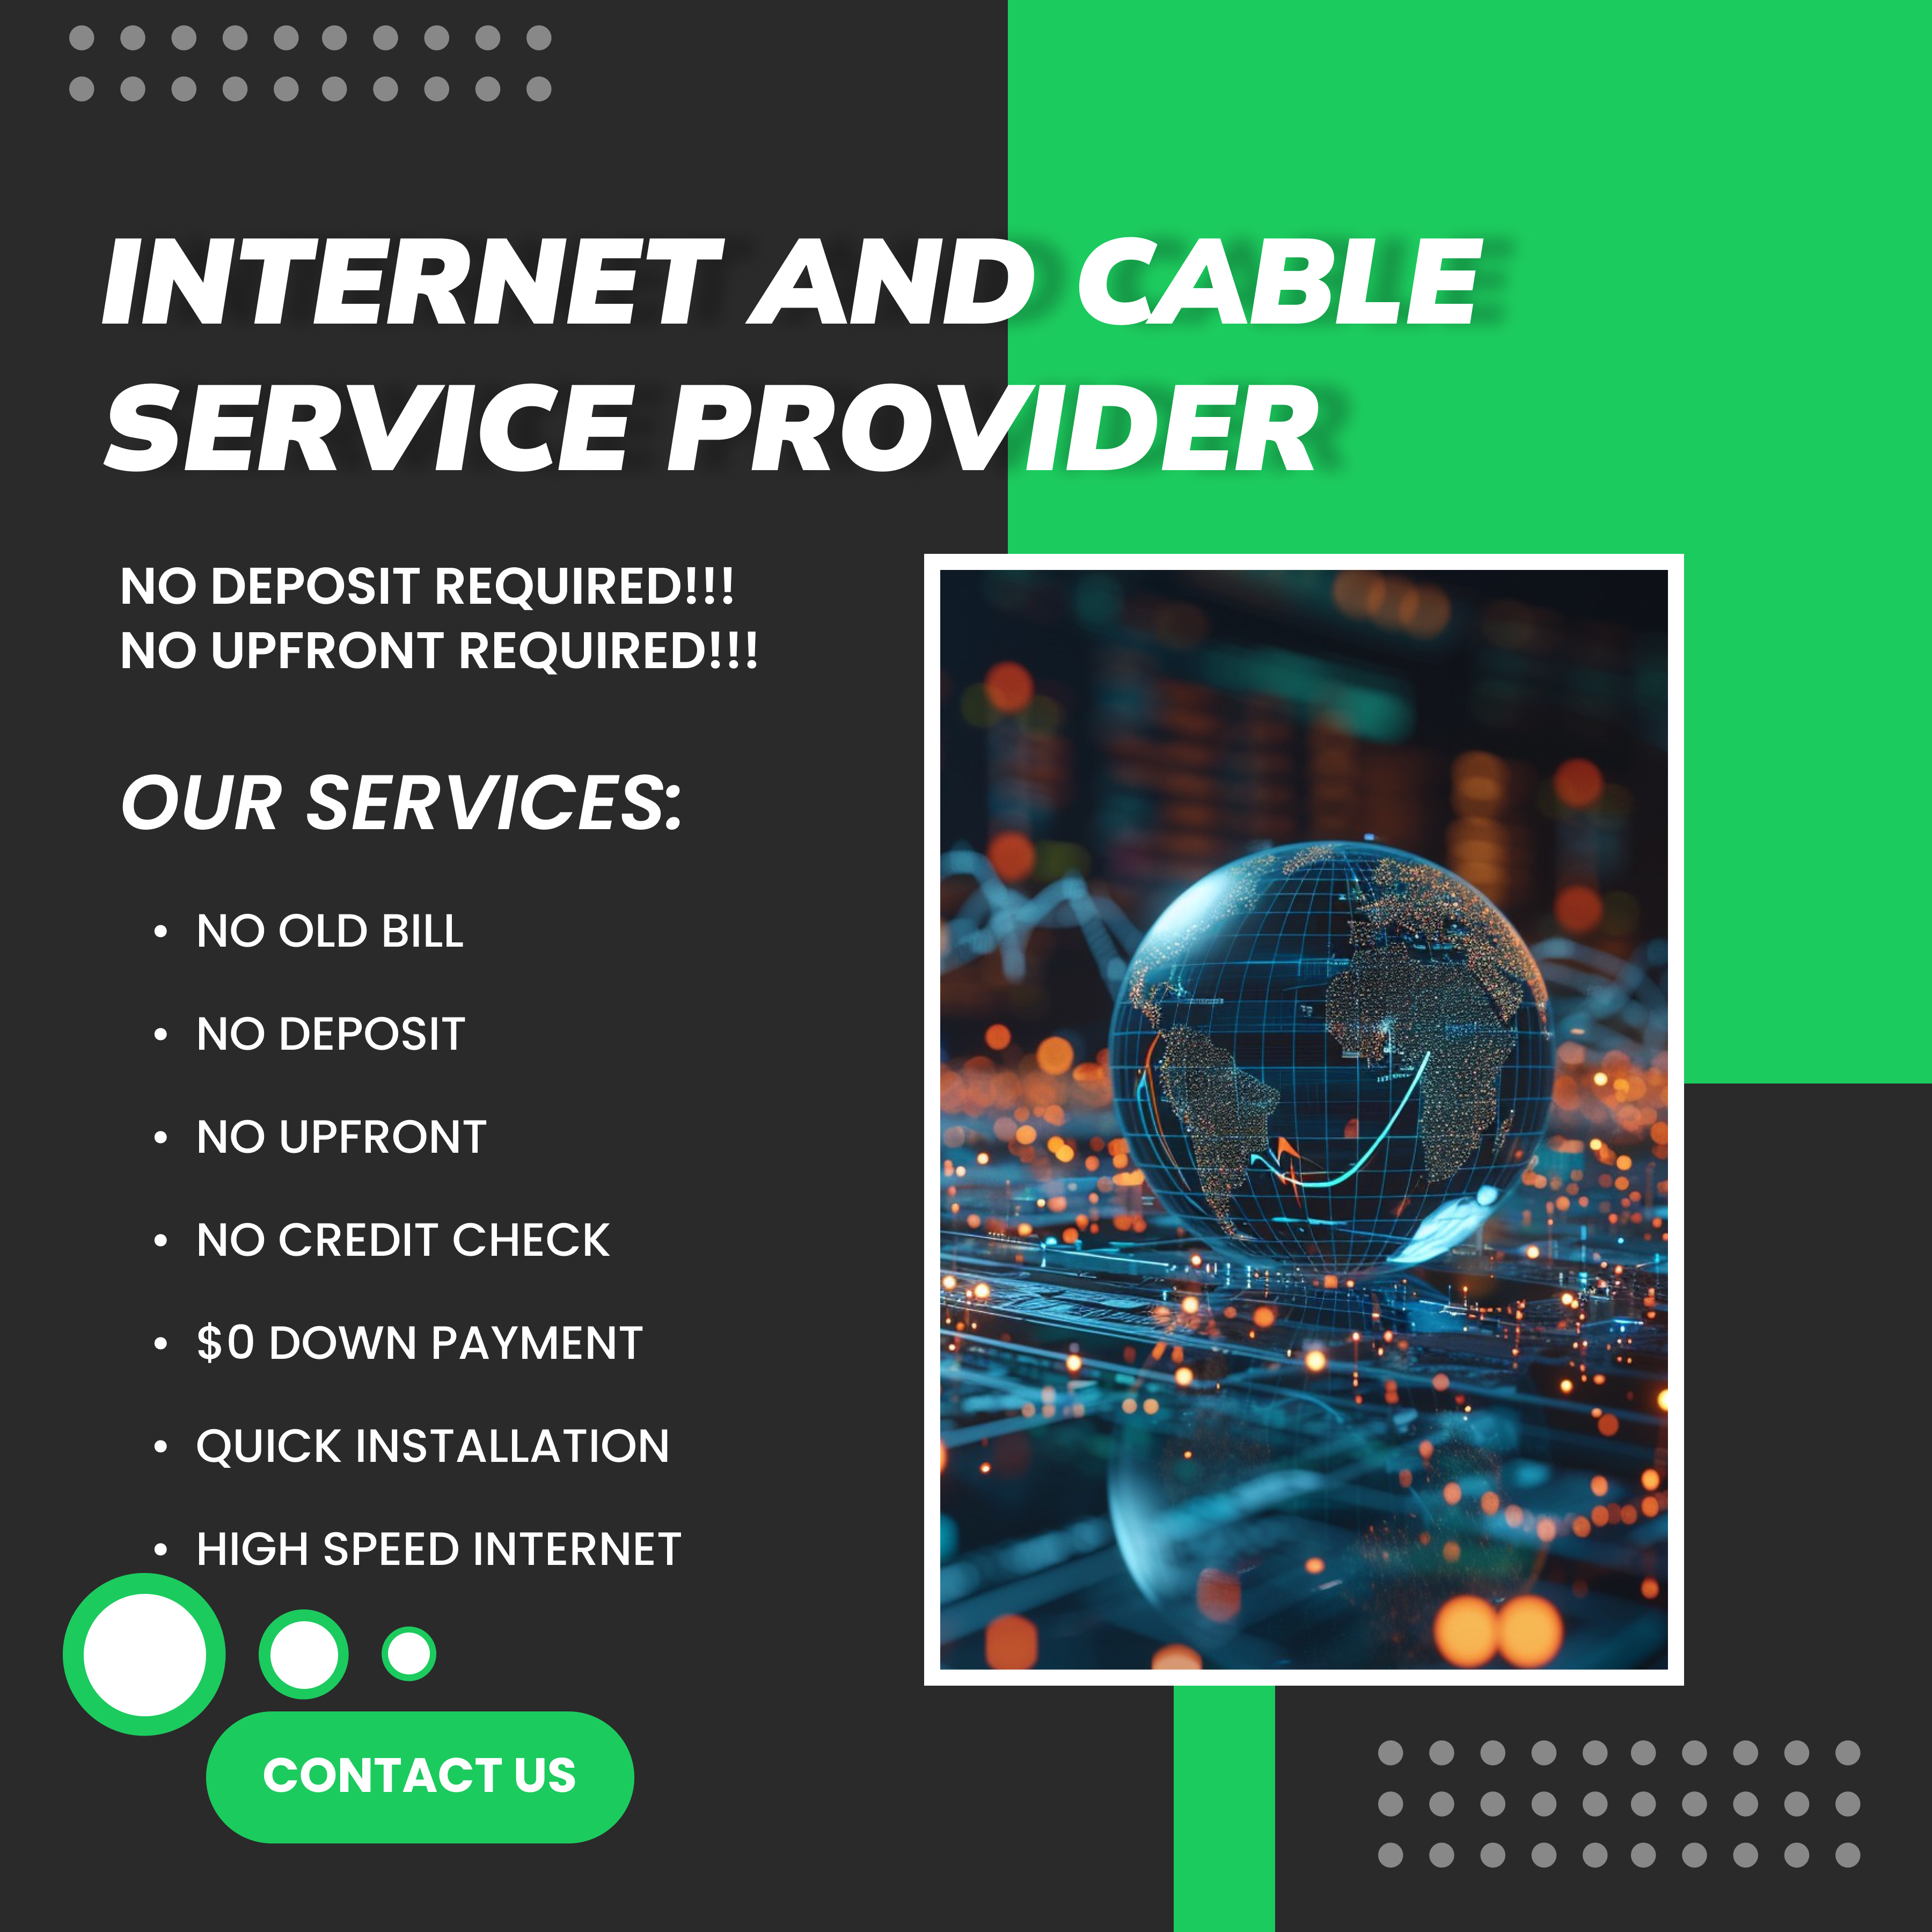 INTERNET AND CABLE
SERVICE PROVIDER
NO DEPOSIT REQUIRED!!!
NO UPFRONT REQUIRED!!!
OUR SERVICES:
• NO OLD BILL
• NO DEPOSIT
• NO UPFRONT
• NO CREDIT CHECK
• $0 DOWN PAYMENT
• QUICK INSTALLATION
• HIGH SPEED INTERNET
CONTACT US